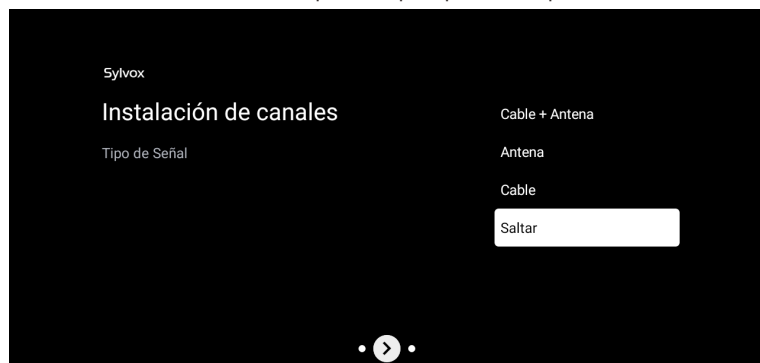 Sylvox
Instalación de canales
Tipo de Señal
Cable + Antena
Antena
Cable
Saltar